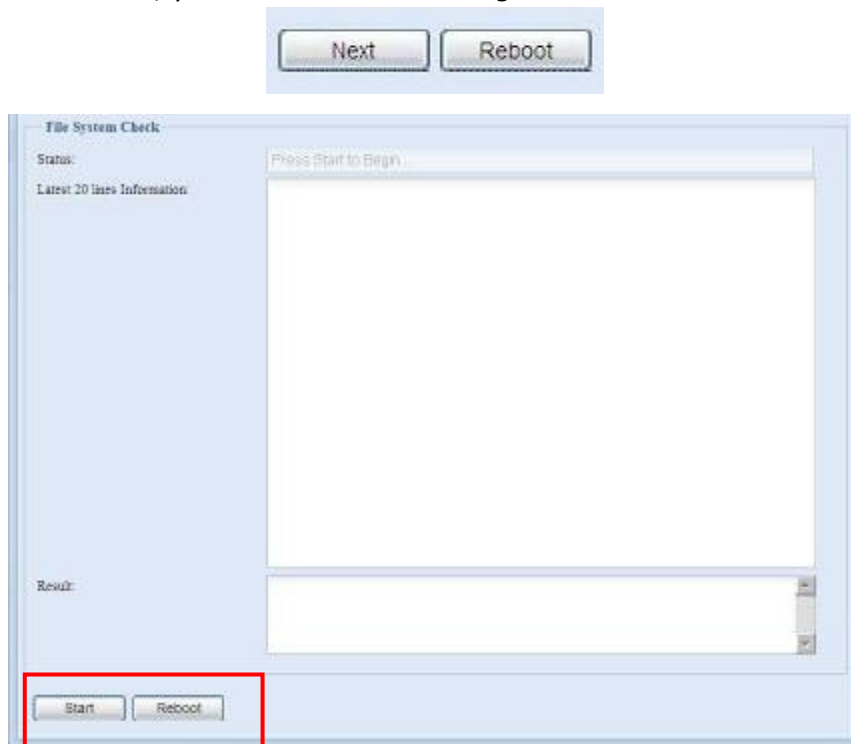 Next Reboot
File System Check
Status: Press Start to Begin...
Latest 20 lines Information:
Result:
Start Reboot